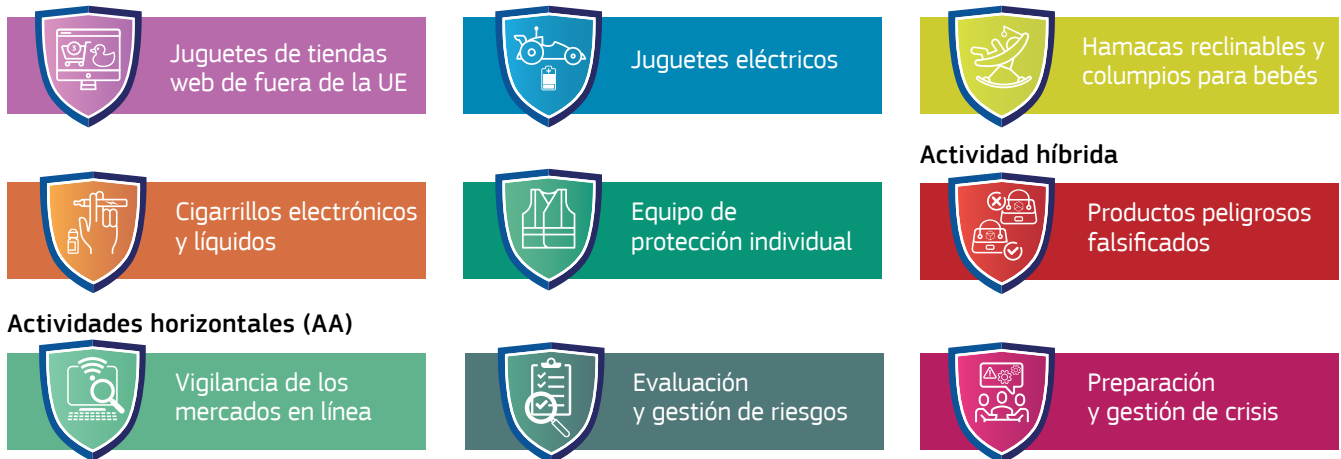 Juguetes de tiendas
web de fuera de la UE
Juguetes eléctricos
Hamacas reclinables y
columpios para bebés
Cigarrillos electrónicos
y líquidos
Equipo de
protección individual
Actividad híbrida
Productos peligrosos
falsificados
Actividades horizontales (AA)
Vigilancia de los
mercados en línea
Evaluación
y gestión de riesgos
Preparación
y gestión de crisis